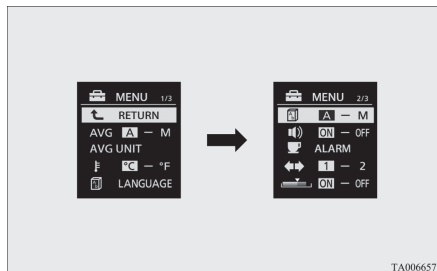 MENU 1/3
RETURN
AVG A — M
AVG UNIT
°C — °F
LANGUAGE
MENU 2/3
A — M
ON — OFF
ALARM
1 — 2
ON — OFF
TA006657